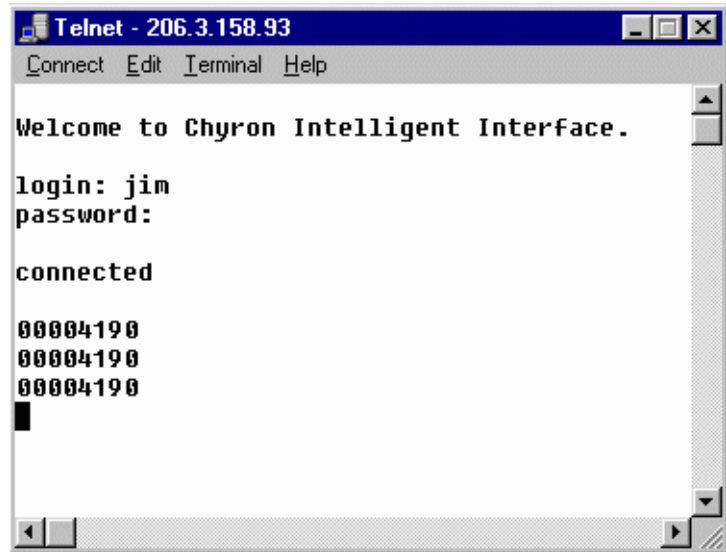 Telnet - 206.3.158.93
Connect Edit Terminal Help
Welcome to Chyron Intelligent Interface.
login: jim
password:
connected
00004190
00004190
00004190